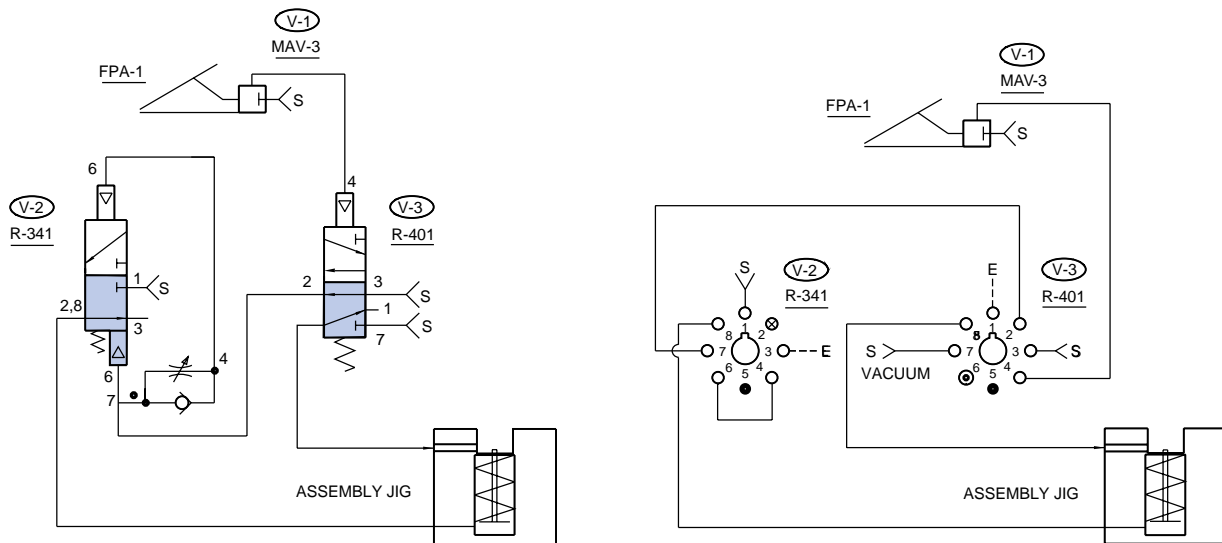 V-1
MAV-3
FPA-1
S
6
4
V-2
R-341
V-3
R-401
1
S
2,8
3
2
3
S
1
7
S
6
4
7
ASSEMBLY JIG
V-1
MAV-3
FPA-1
S
S
V-2
R-341
E
V-3
R-401
8
1
2
7
3
E
6
5
4
8
1
2
S
7
3
S
VACUUM
6
5
4
ASSEMBLY JIG